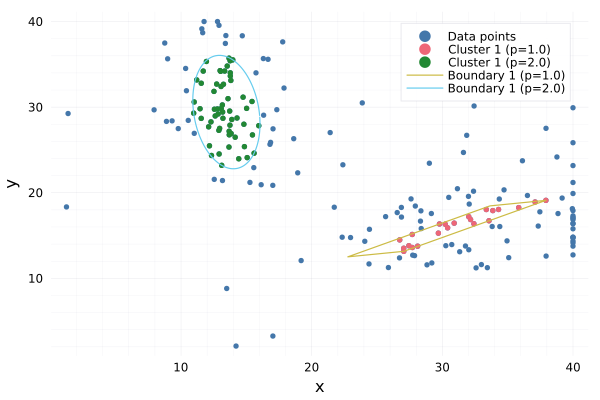 Data points
Cluster 1 (p=1.0)
Cluster 1 (p=2.0)
Boundary 1 (p=1.0)
Boundary 1 (p=2.0)
40
30
20
10
y
10
20
30
40
x